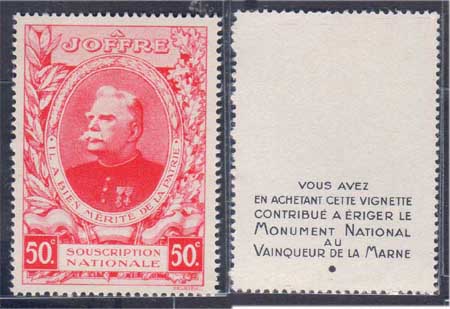 À
JOFFRE
IL A BIEN MÉRITÉ DE LA PATRIE
50c
SOUSCRIPTION
NATIONALE
50c
VOUS AVEZ
EN ACHETANT CETTE VIGNETTE
CONTRIBUÉ A ÉRIGER LE
MONUMENT NATIONAL
AU
VAINQUEUR DE LA MARNE